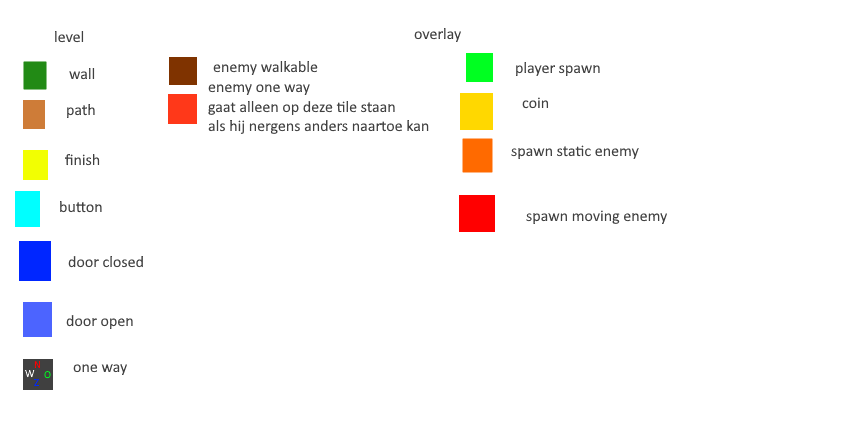 level
wall
path
finish
button
door closed
door open
N
W O
Z
one way
enemy walkable
enemy one way
gaat alleen op deze tile staan
als hij nergens anders naartoe kan
overlay
player spawn
coin
spawn static enemy
spawn moving enemy